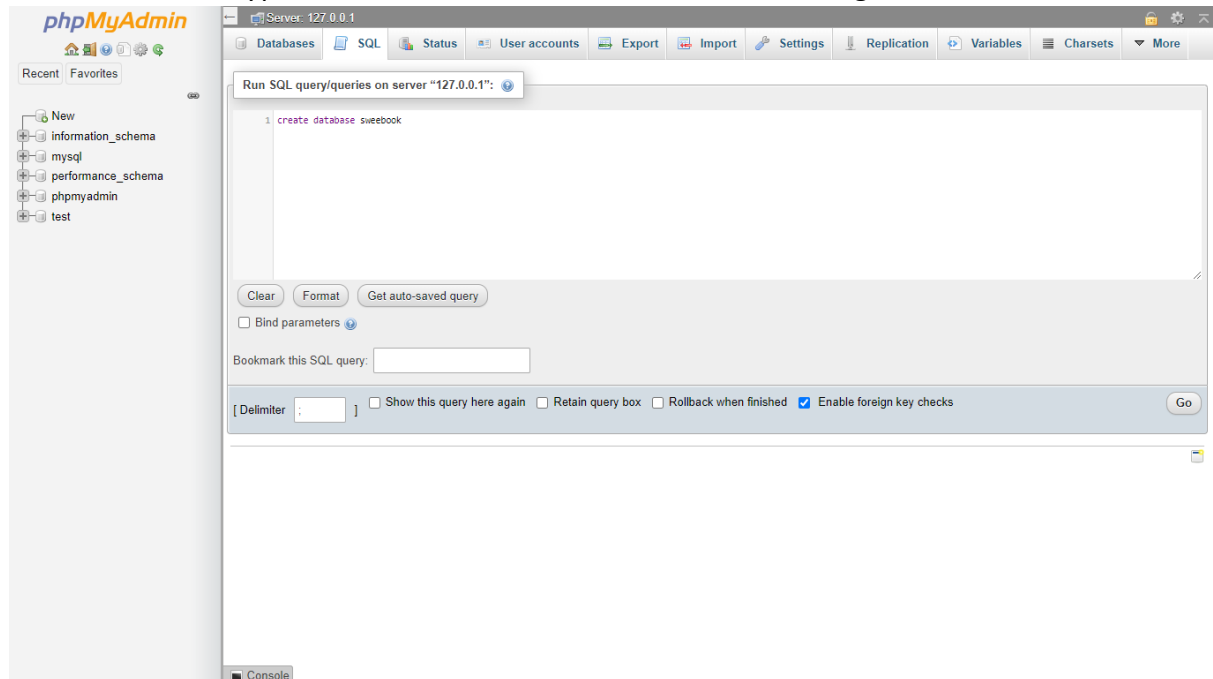 phpMyAdmin
Recent Favorites
New
information_schema
mysql
performance_schema
phpmyadmin
test
Server: 127.0.0.1
Databases SQL Status User accounts Export Import Settings Replication Variables Charsets More
Run SQL query/queries on server “127.0.0.1”:
1 create database sweebook
Clear Format Get auto-saved query
Bind parameters
Bookmark this SQL query:
[ Delimiter ; ] Show this query here again Retain query box Rollback when finished Enable foreign key checks Go
Console